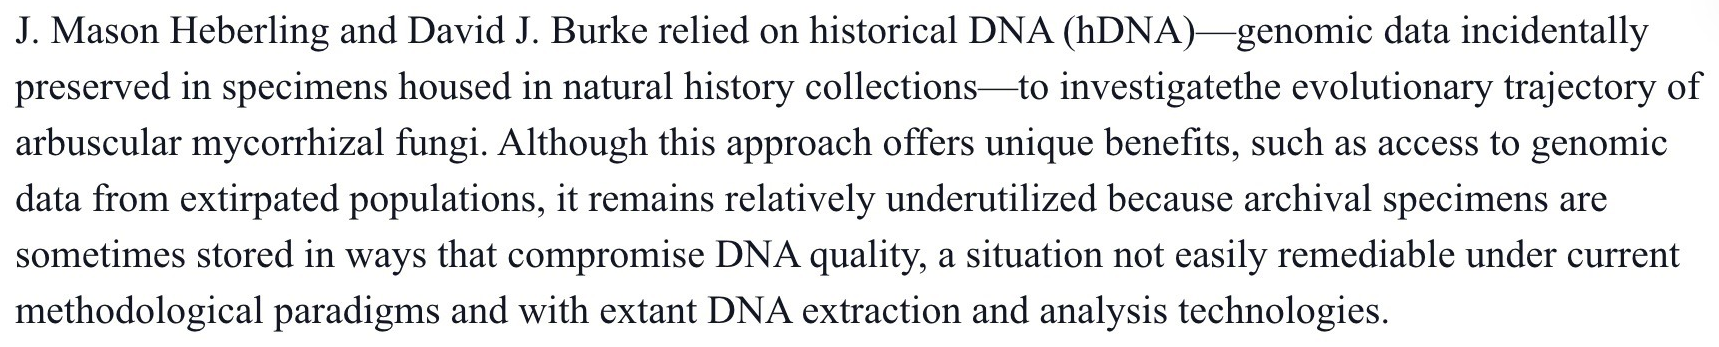 J. Mason Heberling and David J. Burke relied on historical DNA (hDNA)—genomic data incidentally
preserved in specimens housed in natural history collections—to investigatethe evolutionary trajectory of
arbuscular mycorrhizal fungi. Although this approach offers unique benefits, such as access to genomic
data from extirpated populations, it remains relatively underutilized because archival specimens are
sometimes stored in ways that compromise DNA quality, a situation not easily remediable under current
methodological paradigms and with extant DNA extraction and analysis technologies.